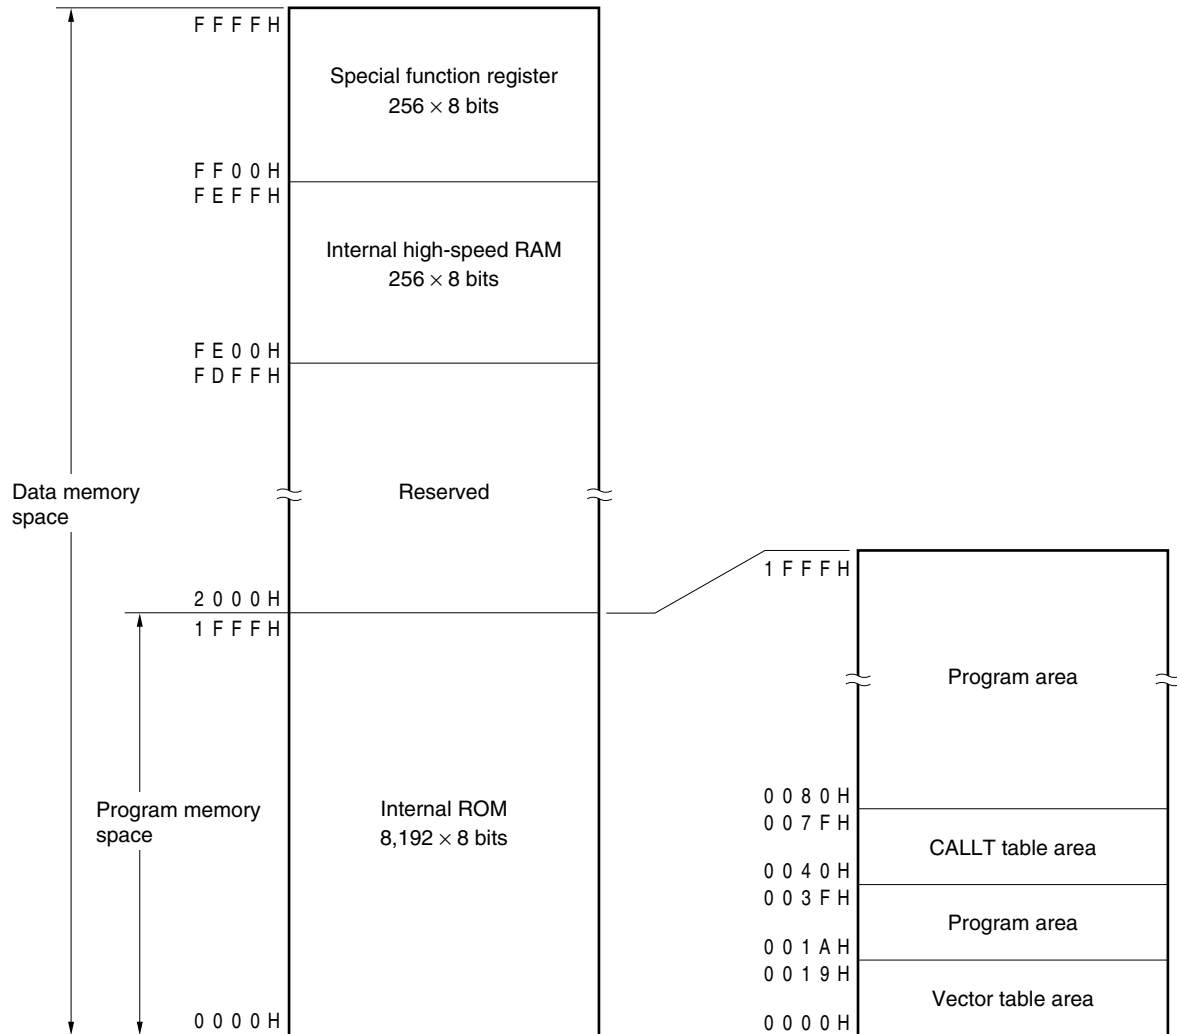 FFFFH
Special function register
256 × 8 bits
FF00H
FEFFH
Internal high-speed RAM
256 × 8 bits
FE00H
FDFFH
Data memory
space
Reserved
2000H
1FFFH
Program memory
space
Internal ROM
8,192 × 8 bits
0000H
1FFFH
Program area
0080H
007FH
CALLT table area
0040H
003FH
Program area
001AH
0019H
Vector table area
0000H